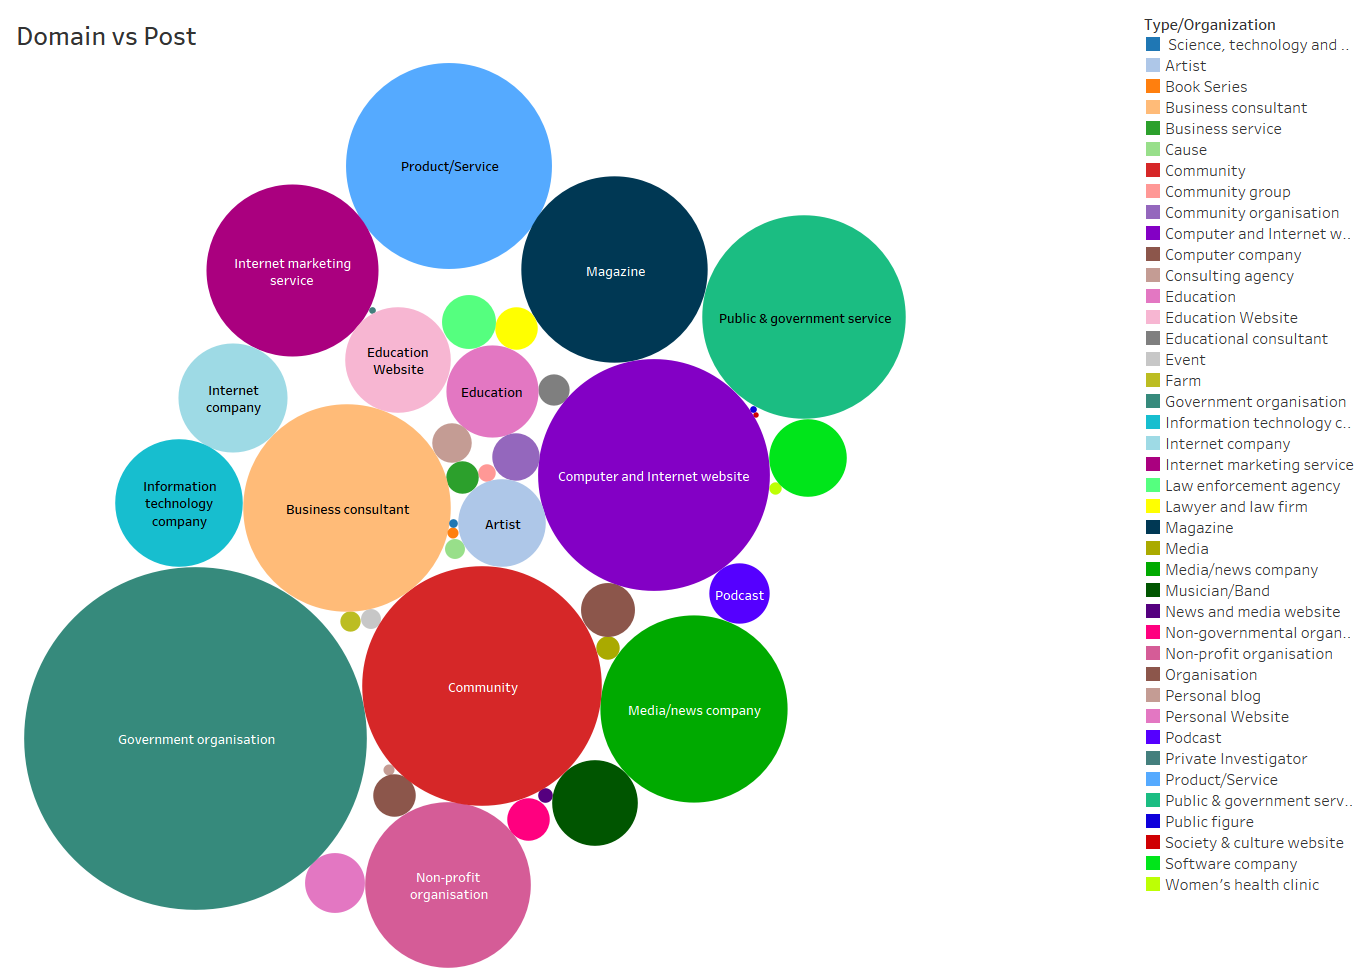 Domain vs Post
Product/Service
Internet marketing
service
Magazine
Public & government service
Education
Website
Education
Internet
company
Information
technology
company
Business consultant
Computer and Internet website
Artist
Podcast
Community
Media/news company
Government organisation
Non-profit
organisation
Type/Organization
Science, technology and ..
Artist
Book Series
Business consultant
Business service
Cause
Community
Community group
Community organisation
Computer and Internet w..
Computer company
Consulting agency
Education
Education Website
Educational consultant
Event
Farm
Government organisation
Information technology c..
Internet company
Internet marketing service
Law enforcement agency
Lawyer and law firm
Magazine
Media
Media/news company
Musician/Band
News and media website
Non-governmental organ..
Non-profit organisation
Organisation
Personal blog
Personal Website
Podcast
Private Investigator
Product/Service
Public & government serv..
Public figure
Society & culture website
Software company
Women's health clinic